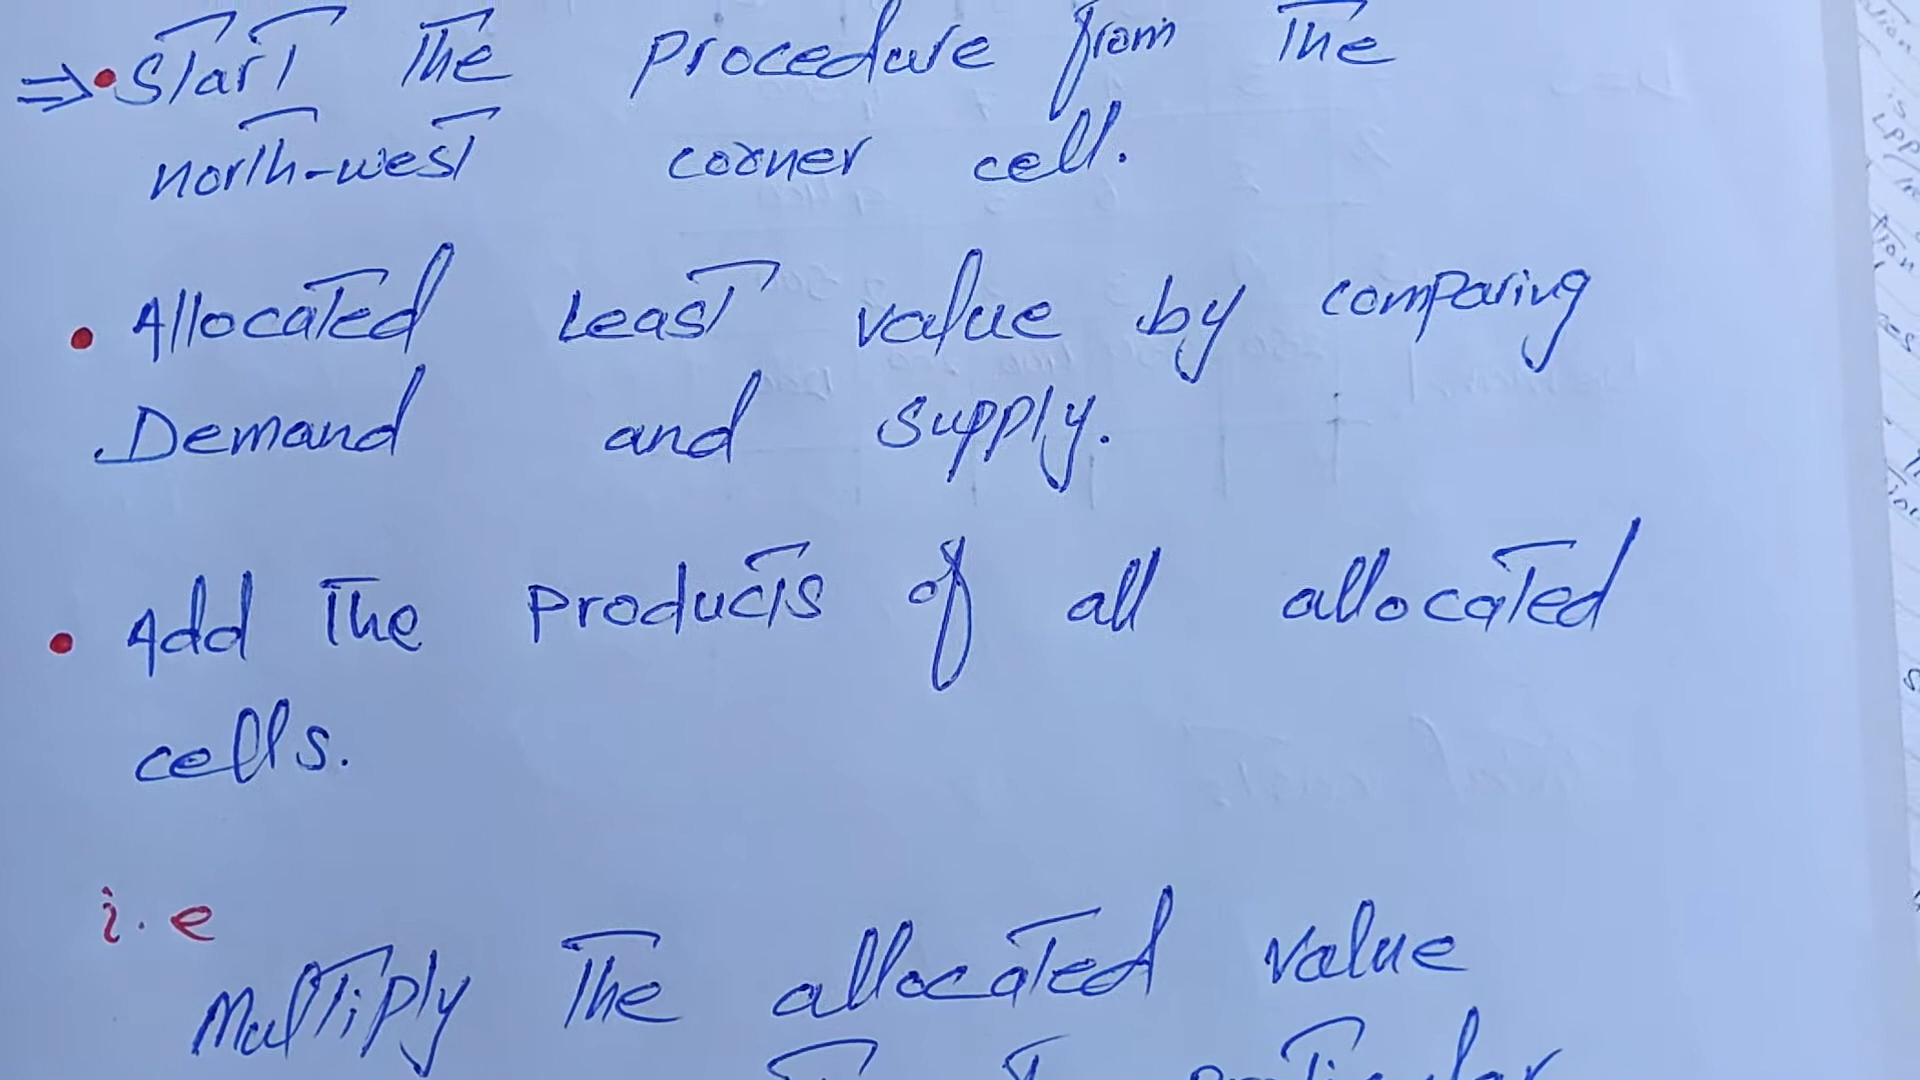 ⇒• Start the procedure from the
north-west corner cell.
• Allocated Least value by comparing
Demand and supply.
• Add the products of all allocated
cells.
i.e
Multiply the allocated value
particular